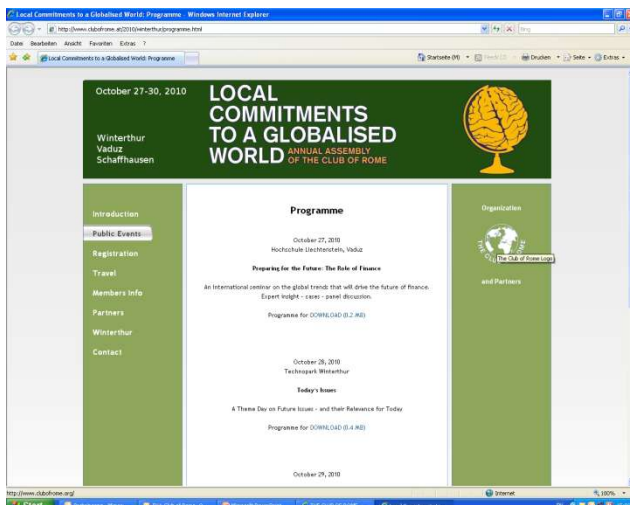 Local Commitments to a Globalised World: Programme - Windows Internet Explorer
http://www.clubofrome.at/2010/winterthur/programme.html
Bing
Datei Bearbeiten Ansicht Favoriten Extras ?
Local Commitments to a Globalised World: Programme
Startseite (M)
Feeds
Drucken
Seite
Extras
October 27-30, 2010
Winterthur
Vaduz
Schaffhausen
LOCAL
COMMITMENTS
TO A GLOBALISED
WORLD ANNUAL ASSEMBLY
OF THE CLUB OF ROME
Introduction
Public Events
Registration
Travel
Members Info
Partners
Winterthur
Contact
Programme
October 27, 2010
Hochschule Liechtenstein, Vaduz
Preparing for the Future: The Role of Finance
An international seminar on the global trends that will drive the future of finance.
Expert insight - cases - panel discussion.
Programme for DOWNLOAD (0.2 MB)
October 28, 2010
Technopark Winterthur
Today's Issues
A Theme Day on Future Issues - and their Relevance for Today
Programme for DOWNLOAD (0.4 MB)
October 29, 2010
Organization
The Club of Rome Logo
and Partners
http://www.clubofrome.org/
Internet
100%